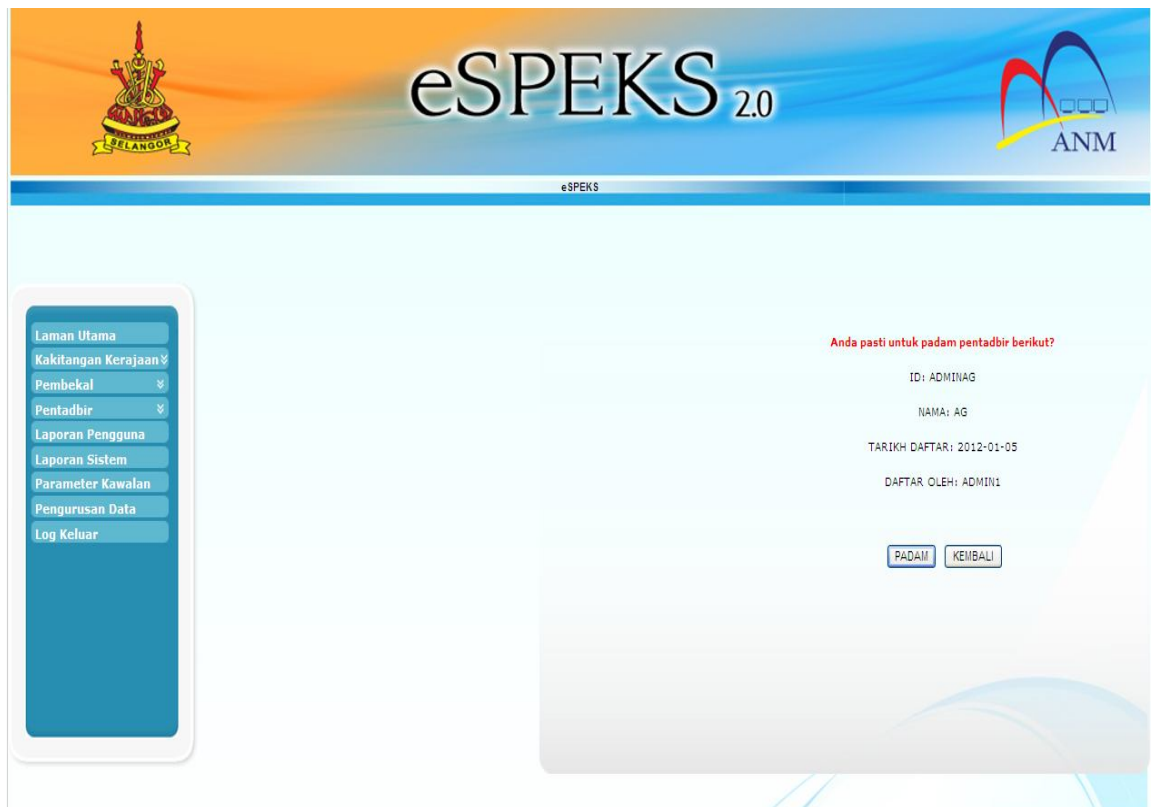 eSPEKS 2.0
SELANGOR
ANM
eSPEKS
Laman Utama
Kakitangan Kerajaan
Pembekal
Pentadbir
Laporan Pengguna
Laporan Sistem
Parameter Kawalan
Pengurusan Data
Log Keluar
Anda pasti untuk padam pentadbir berikut?
ID: ADMINAG
NAMA: AG
TARIKH DAFTAR: 2012-01-05
DAFTAR OLEH: ADMIN1
PADAM KEMBALI